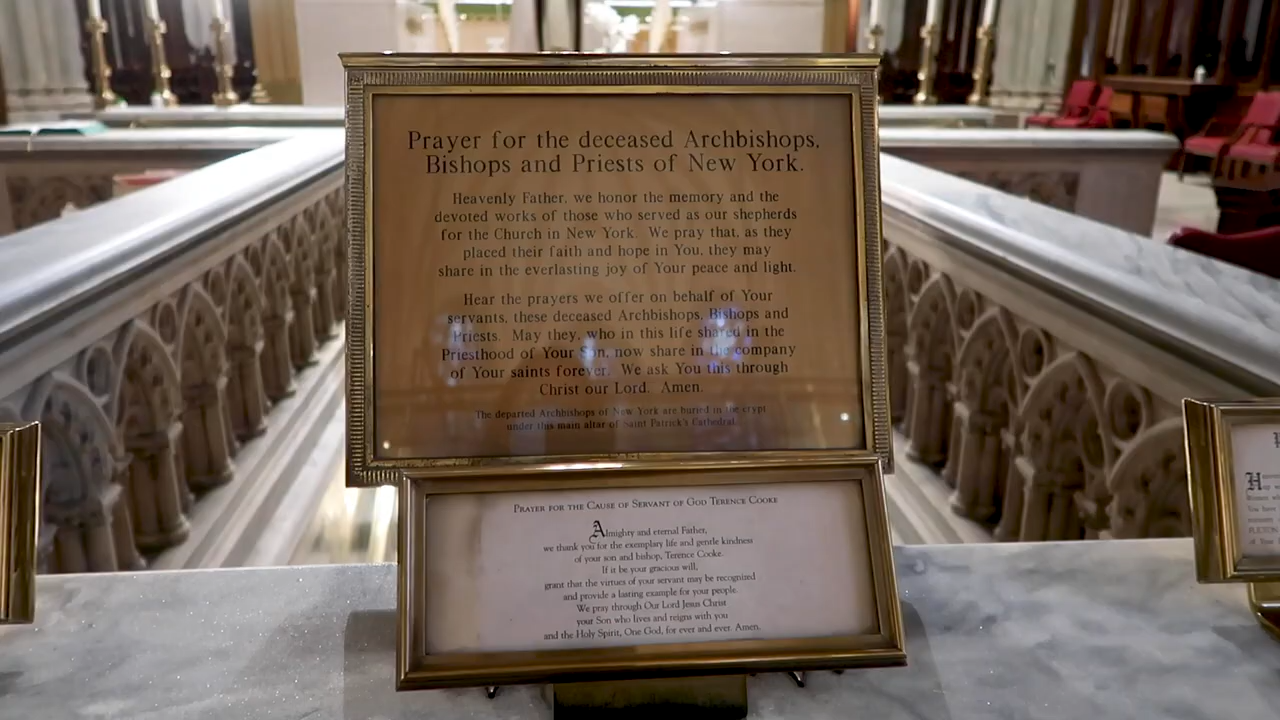 Prayer for the deceased Archbishops,
Bishops and Priests of New York.
Heavenly Father, we honor the memory and the
devoted works of those who served as our shepherds
for the Church in New York. We pray that, as they
placed their faith and hope in You, they may
share in the everlasting joy of Your peace and light.
Hear the prayers we offer on behalf of Your
servants, these deceased Archbishops, Bishops and
Priests. May they, who in this life shared in the
Priesthood of Your Son, now share in the company
of Your saints forever. We ask You this through
Christ our Lord. Amen.
The departed Archbishops of New York are buried in the crypt
under this main altar of Saint Patrick's Cathedral.
PRAYER FOR THE CAUSE OF SERVANT OF GOD TERENCE COOKE
Almighty and eternal Father,
we thank you for the exemplary life and gentle kindness
of your son and bishop, Terence Cooke.
If it be your gracious will,
grant that the virtues of your servant may be recognized
and provide a lasting example for your people.
We pray through Our Lord Jesus Christ
your Son who lives and reigns with you
and the Holy Spirit, One God, for ever and ever. Amen.